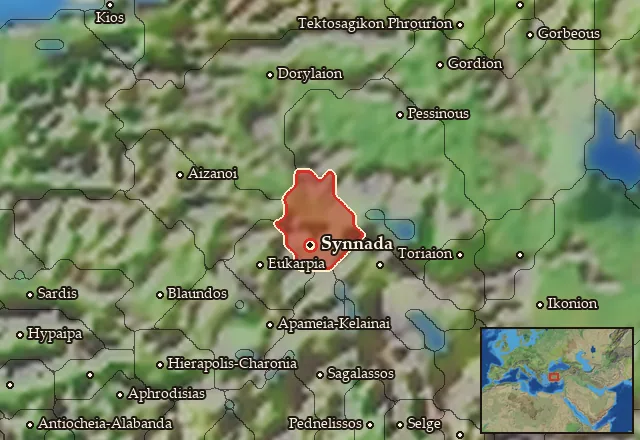 Kios
Tektosagikon Phrourion
Gorbeous
Gordion
Dorylaion
Pessinous
Aizanoi
Synnada
Toriaion
Eukarpia
Sardis
Blaundos
Ikonion
Apameia-Kelainai
Hypaipa
Hierapolis-Charonia
Sagalassos
Aphrodisias
Antiocheia-Alabanda
Pednelissos
Selge